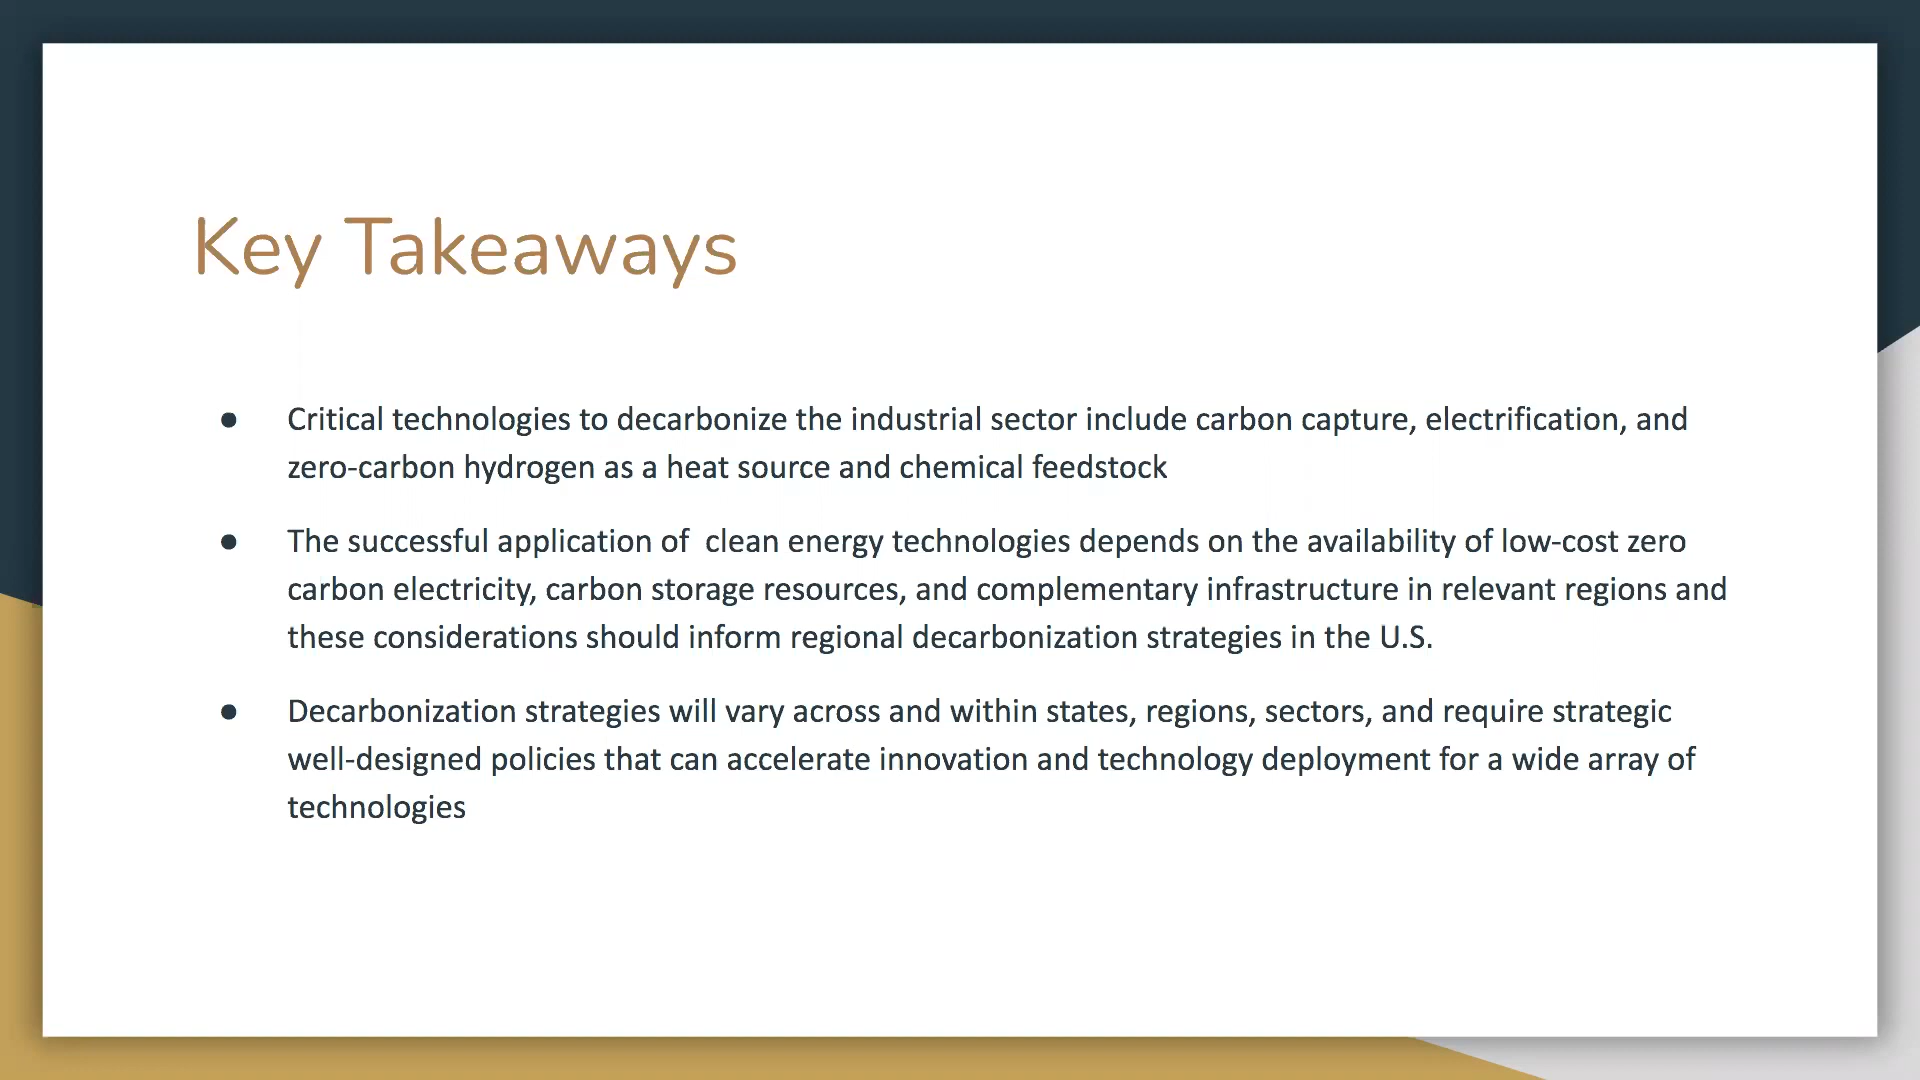 Key Takeaways
● Critical technologies to decarbonize the industrial sector include carbon capture, electrification, and
zero-carbon hydrogen as a heat source and chemical feedstock
● The successful application of  clean energy technologies depends on the availability of low-cost zero
carbon electricity, carbon storage resources, and complementary infrastructure in relevant regions and
these considerations should inform regional decarbonization strategies in the U.S.
● Decarbonization strategies will vary across and within states, regions, sectors, and require strategic
well-designed policies that can accelerate innovation and technology deployment for a wide array of
technologies